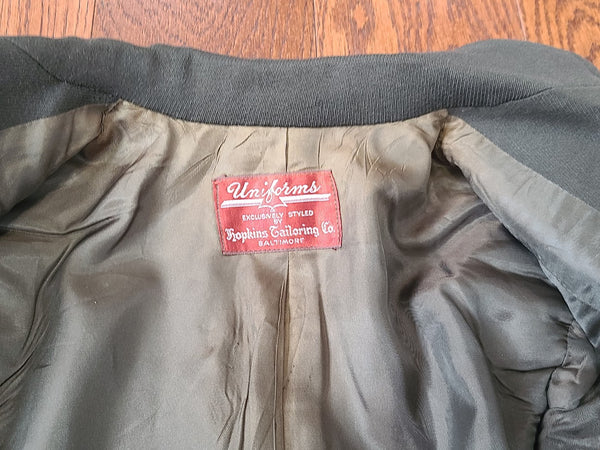 Uniforms
EXCLUSIVELY STYLED
BY
Hopkins Tailoring Co.
BALTIMORE